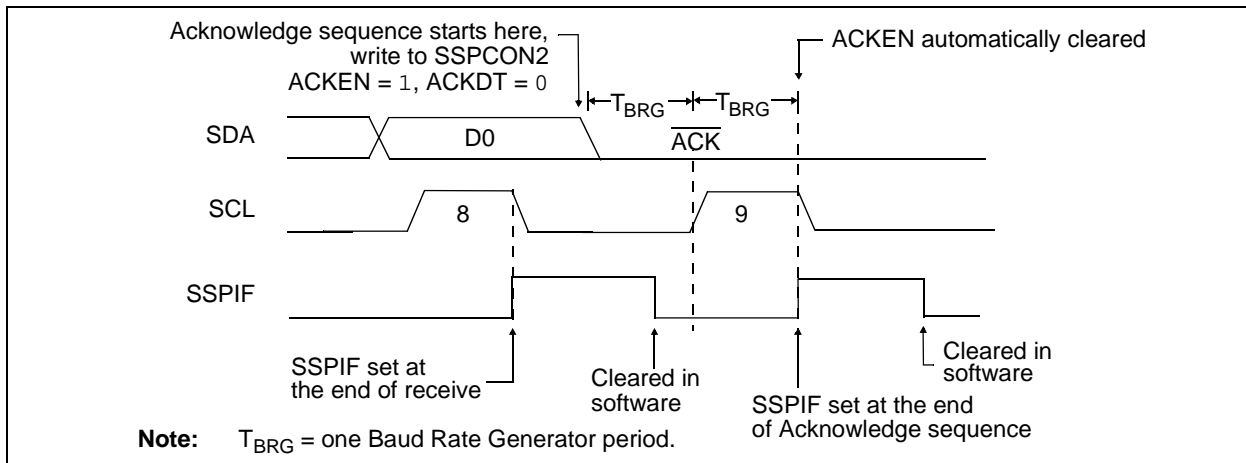 Acknowledge sequence starts here,
write to SSPCON2
ACKEN = 1, ACKDT = 0
ACKEN automatically cleared
TBRG
TBRG
SDA
D0
ACK
SCL
8
9
SSPIF
SSPIF set at
the end of receive
Cleared in
software
SSPIF set at the end
of Acknowledge sequence
Cleared in
software
Note: TBRG = one Baud Rate Generator period.